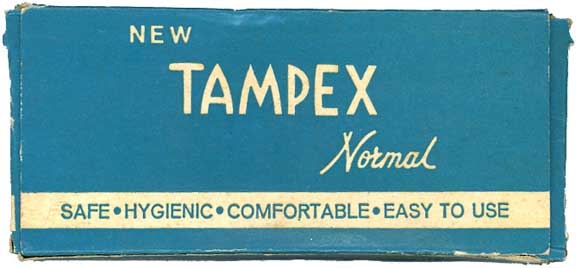 NEW
TAMPEX
Normal
SAFE•HYGIENIC•COMFORTABLE•EASY TO USE